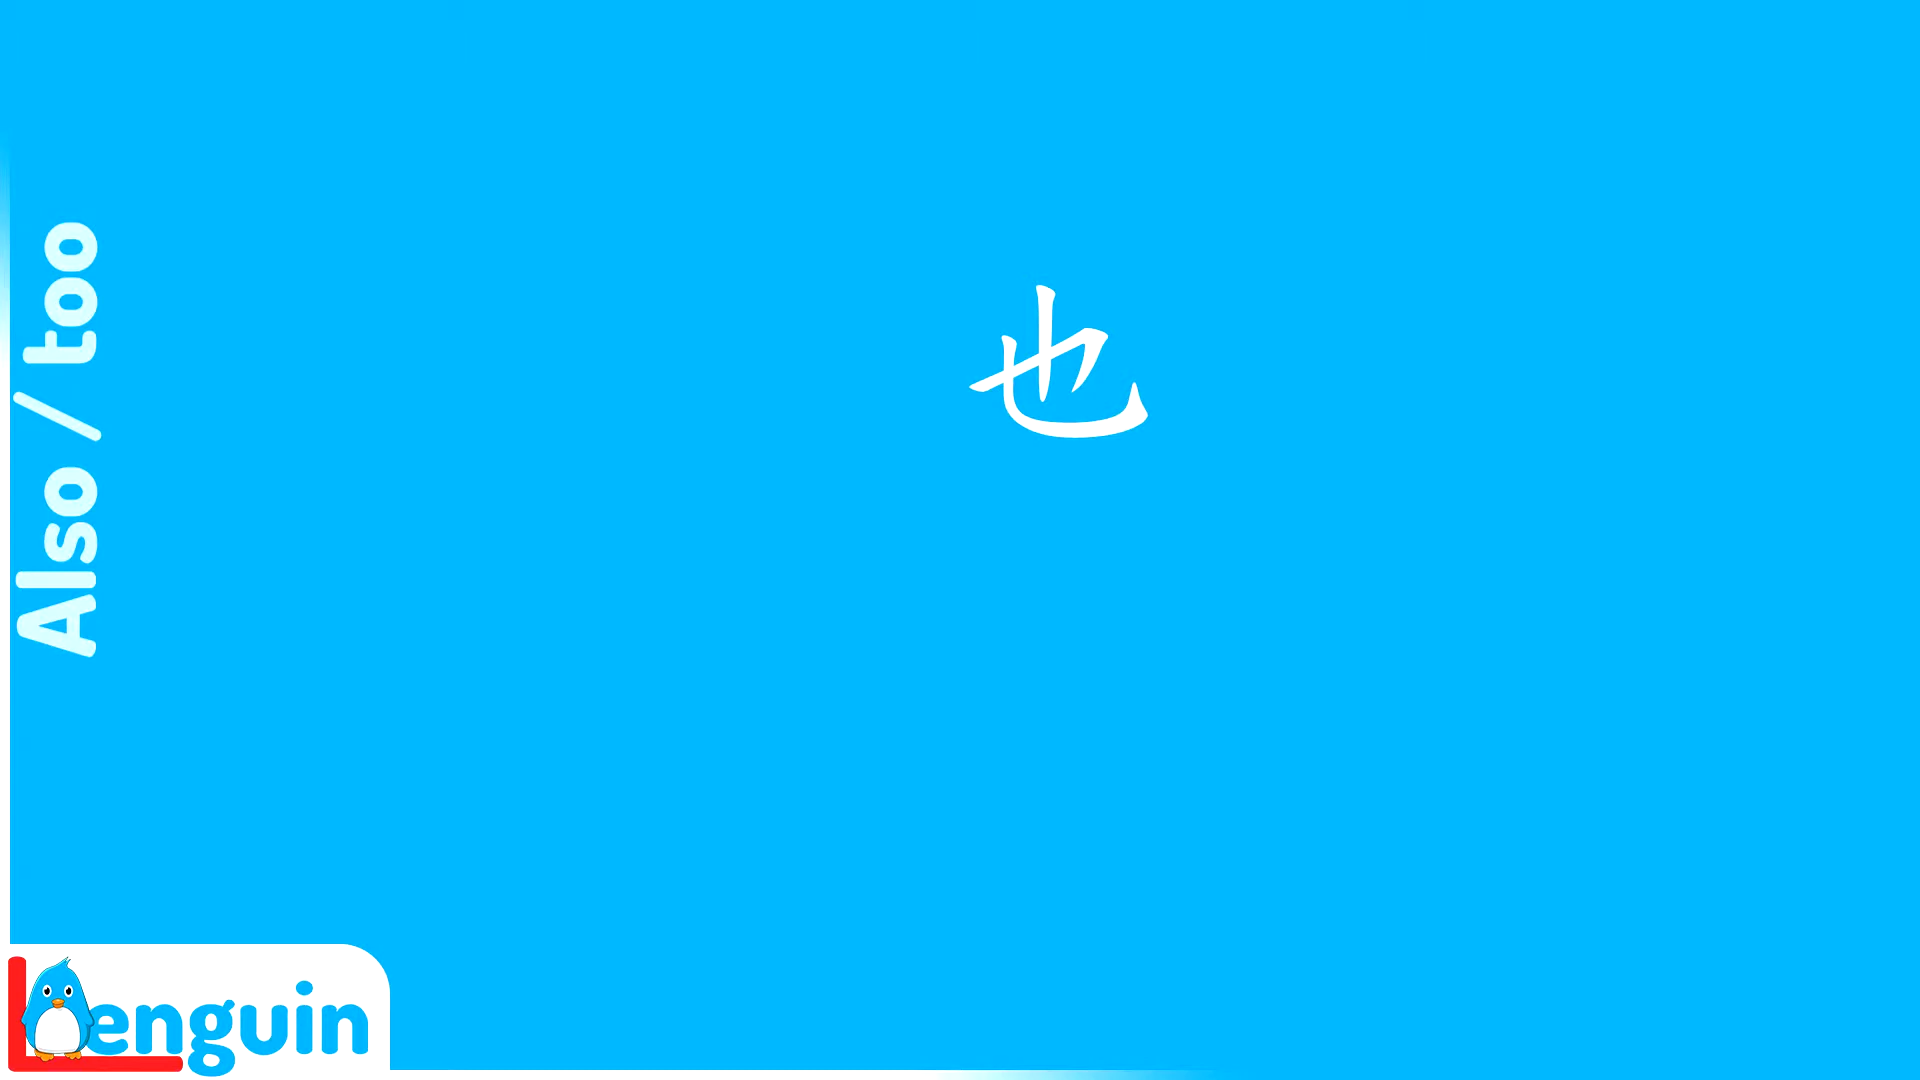 Also / too
也
Lenguin